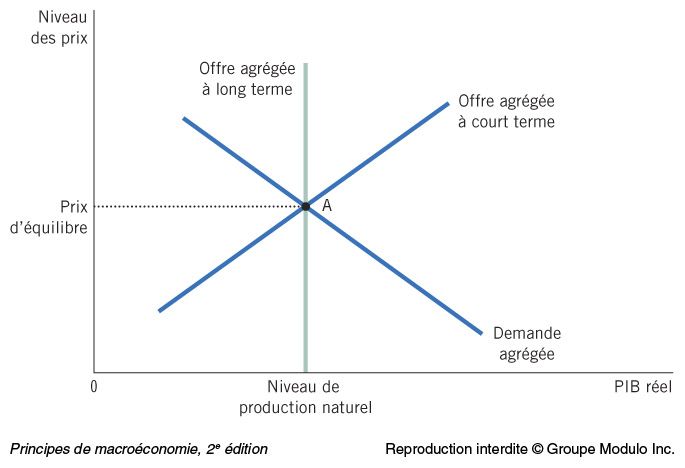 Niveau
des prix
Offre agrégée
à long terme
Offre agrégée
à court terme
Prix
d'équilibre
A
Demande
agrégée
0
Niveau de
production naturel
PIB réel
Principes de macroéconomie, 2e édition
Reproduction interdite © Groupe Modulo Inc.